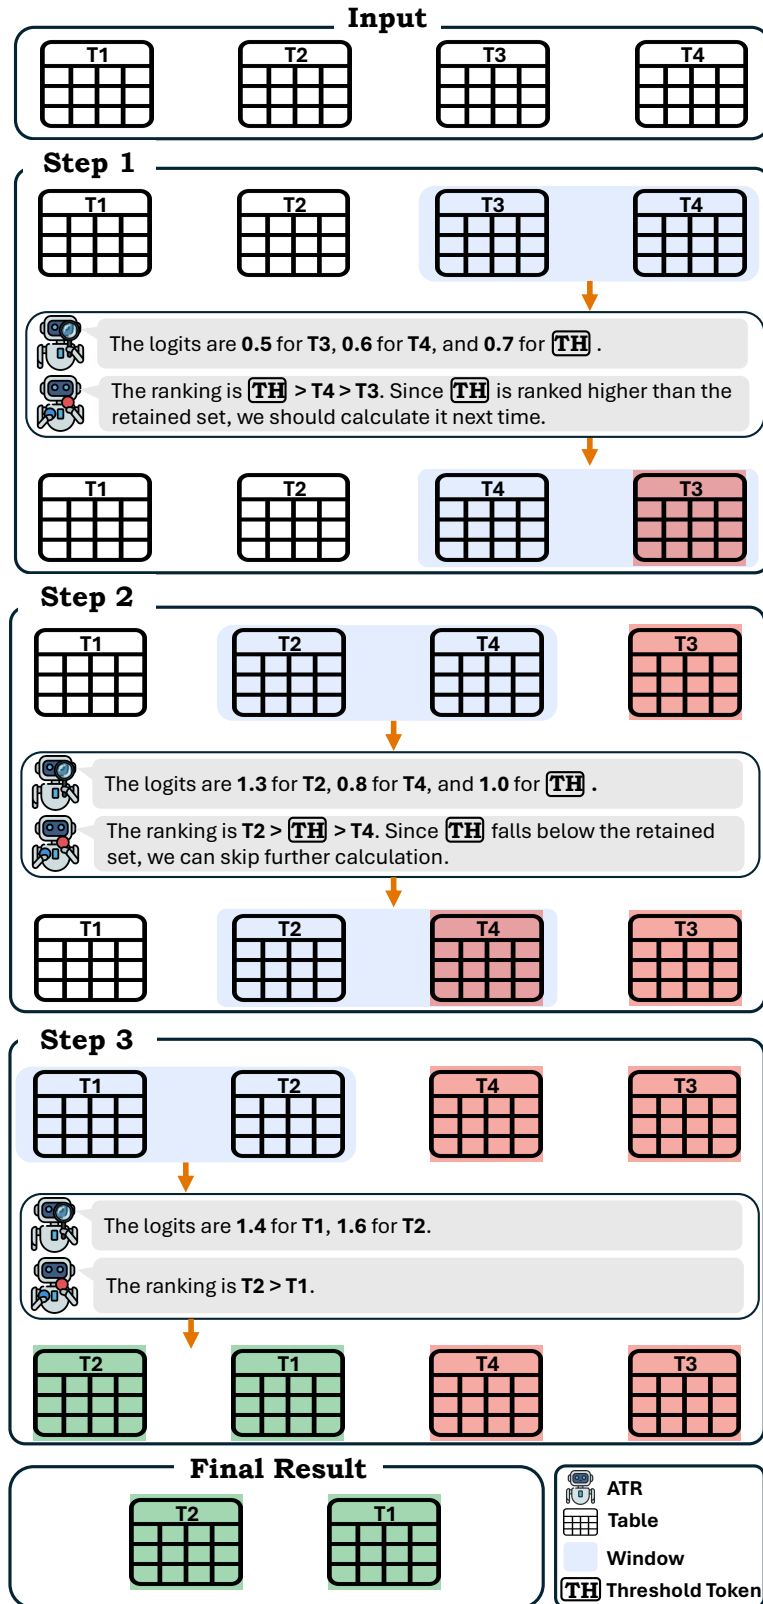 Input
T1 T2 T3 T4
Step 1
T1 T2 T3 T4
The logits are 0.5 for T3, 0.6 for T4, and 0.7 for TH .
The ranking is TH > T4 > T3. Since TH is ranked higher than the
retained set, we should calculate it next time.
T1 T2 T4 T3
Step 2
T1 T2 T4 T3
The logits are 1.3 for T2, 0.8 for T4, and 1.0 for TH .
The ranking is T2 > TH > T4. Since TH falls below the retained
set, we can skip further calculation.
T1 T2 T4 T3
Step 3
T1 T2 T4 T3
The logits are 1.4 for T1, 1.6 for T2.
The ranking is T2 > T1.
T2 T1 T4 T3
Final Result
T2 T1
ATR
Table
Window
TH Threshold Token